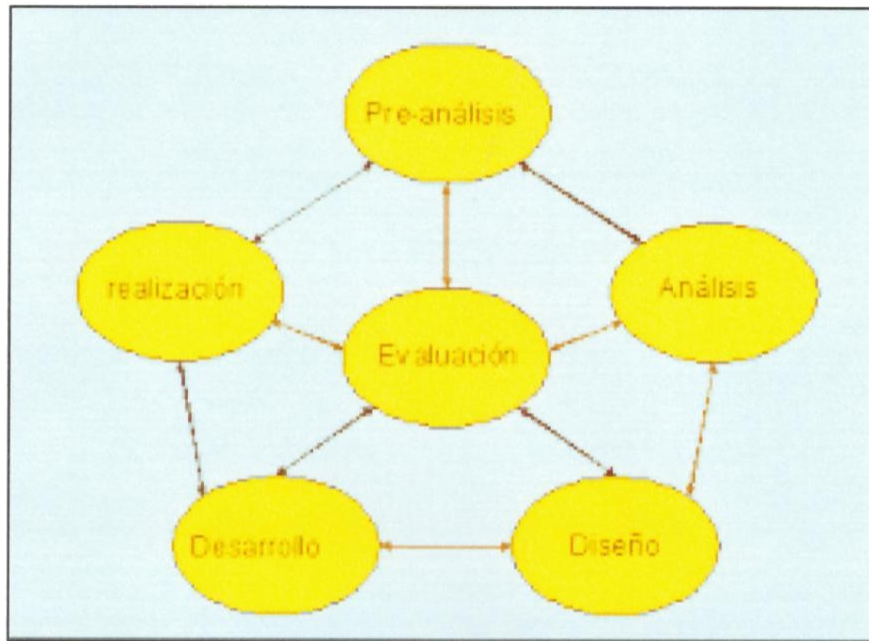 Pre-análisis
realización
Análisis
Evaluación
Desarrollo
Diseño